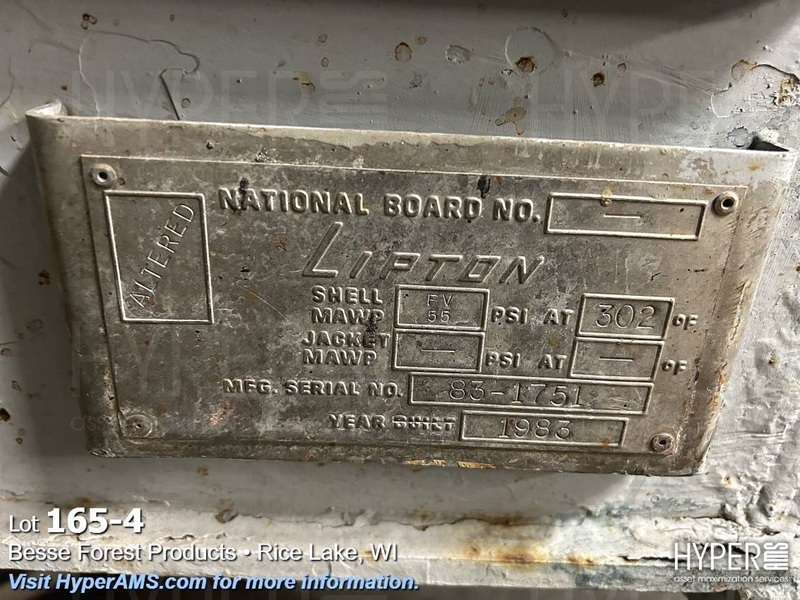 NATIONAL BOARD NO. —
ALTERED
LIPTON
SHELL MAWP FV 55 PSI AT 302 °F
JACKET MAWP — PSI AT — °F
MFG. SERIAL NO. 83-1751
YEAR BUILT 1983
Lot 165-4
Besse Forest Products • Rice Lake, WI
Visit HyperAMS.com for more information.
HYPERAMS
asset maximization services